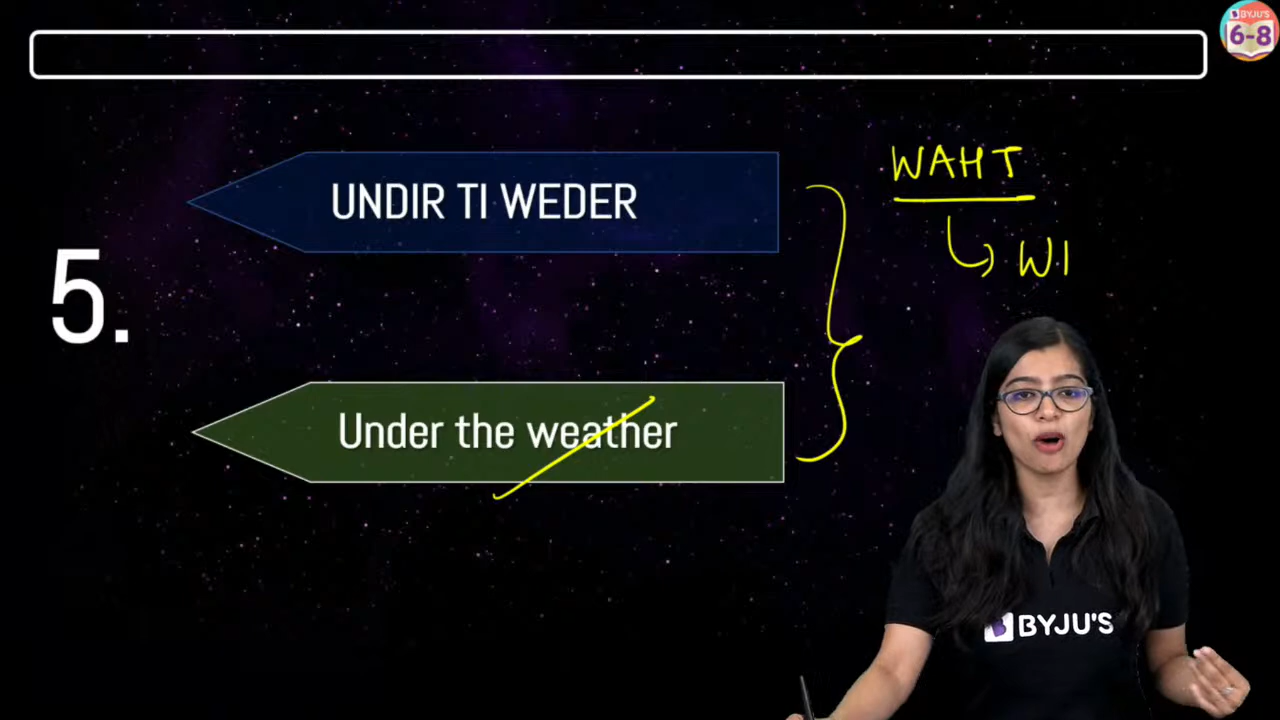 BYJU'S
6-8
UNDIR TI WEDER
WAHT
WI
5.
Under the weather
BYJU'S